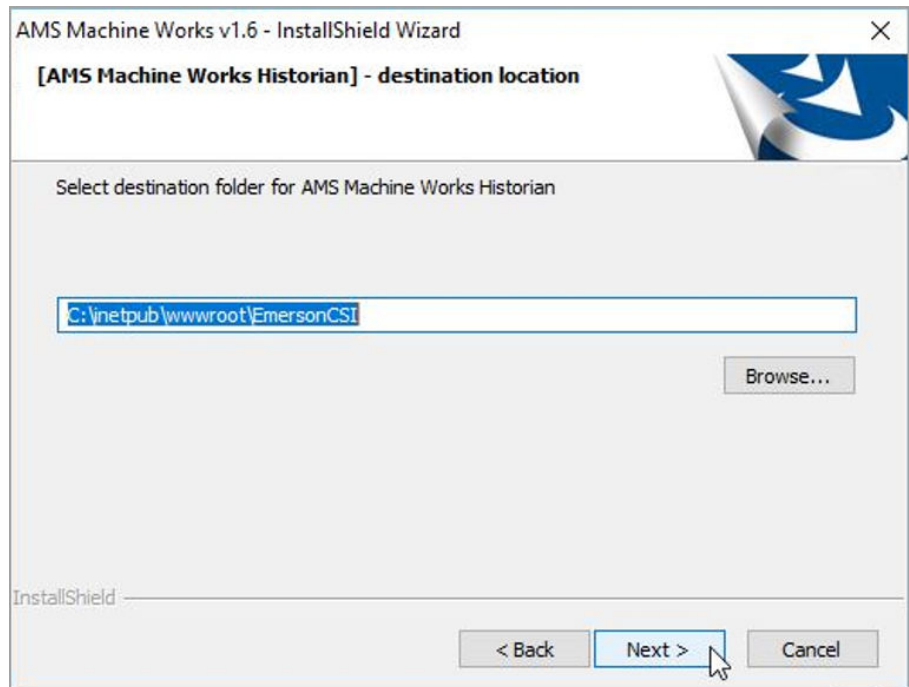 AMS Machine Works v1.6 - InstallShield Wizard
[AMS Machine Works Historian] - destination location
Select destination folder for AMS Machine Works Historian
C:\inetpub\wwwroot\EmersonCSI
Browse...
InstallShield
< Back Next > Cancel